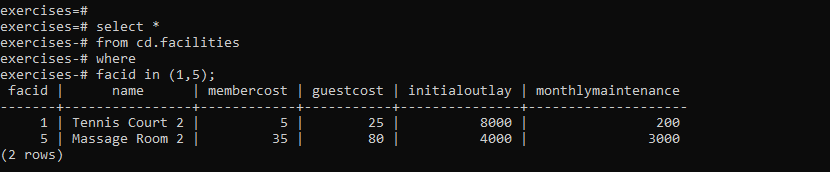 exercises=#
exercises=# select *
exercises-# from cd.facilities
exercises-# where
exercises-# facid in (1,5);
 facid |      name       | membercost | guestcost | initialoutlay | monthlymaintenance
-------+-----------------+------------+-----------+---------------+--------------------
     1 | Tennis Court 2  |          5 |        25 |          8000 |                200
     5 | Massage Room 2  |         35 |        80 |          4000 |               3000
(2 rows)